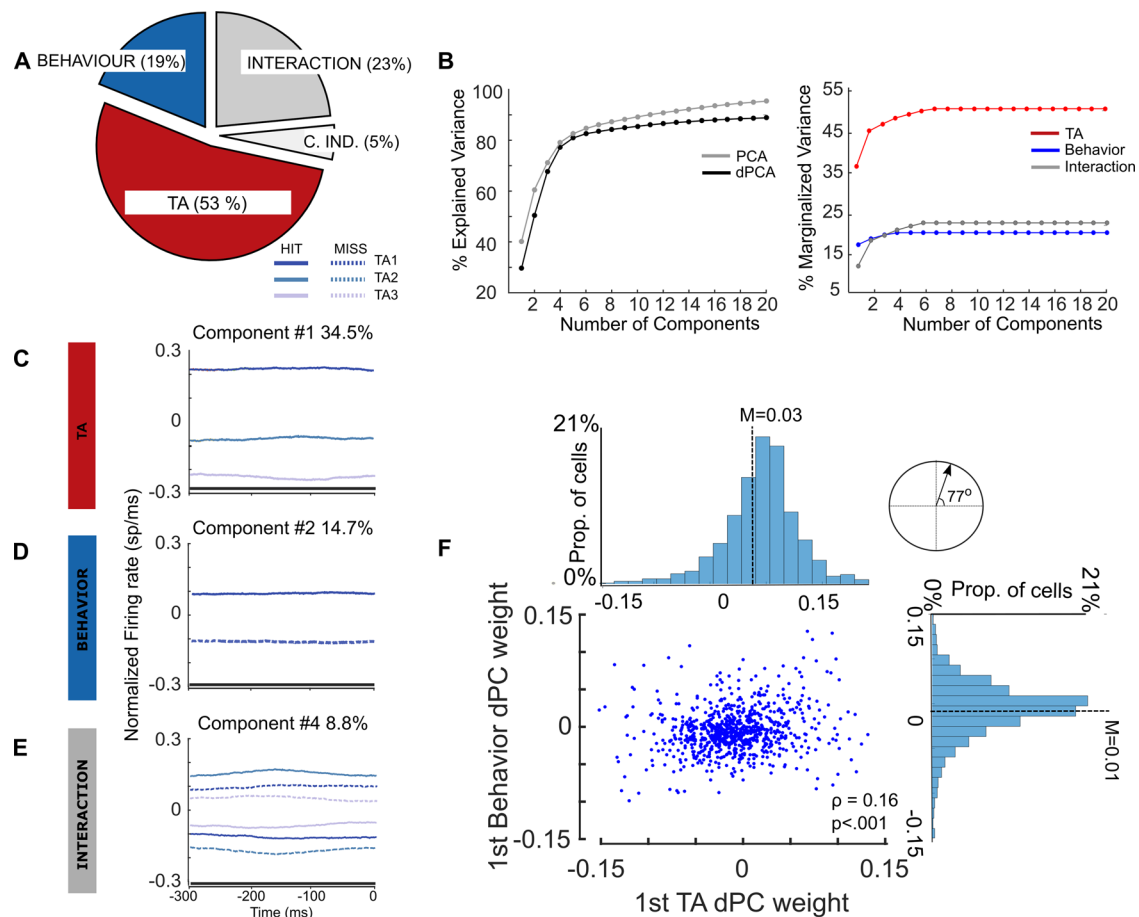 A
BEHAVIOUR (19%)
INTERACTION (23%)
C. IND. (5%)
TA (53 %)
HIT MISS
TA1
TA2
TA3
B
% Explained Variance
100
80
60
40
20
PCA
dPCA
2 4 6 8 10 12 14 16 18 20
Number of Components
% Marginalized Variance
55
45
35
25
15
5
TA
Behavior
Interaction
2 4 6 8 10 12 14 16 18 20
Number of Components
C
TA
Component #1 34.5%
0.3
0
-0.3
D
BEHAVIOR
Component #2 14.7%
0.3
0
-0.3
Normalized Firing rate (sp/ms)
E
INTERACTION
Component #4 8.8%
0.3
0
-0.3
-300 -200 -100 0
Time (ms)
F
M=0.03
21%
Prop. of cells
0%
-0.15 0 0.15
77º
1st Behavior dPC weight
0.15
0
-0.15
ρ = 0.16
p<.001
-0.15 0 0.15
1st TA dPC weight
0% Prop. of cells 21%
0.15
0
-0.15
M=0.01